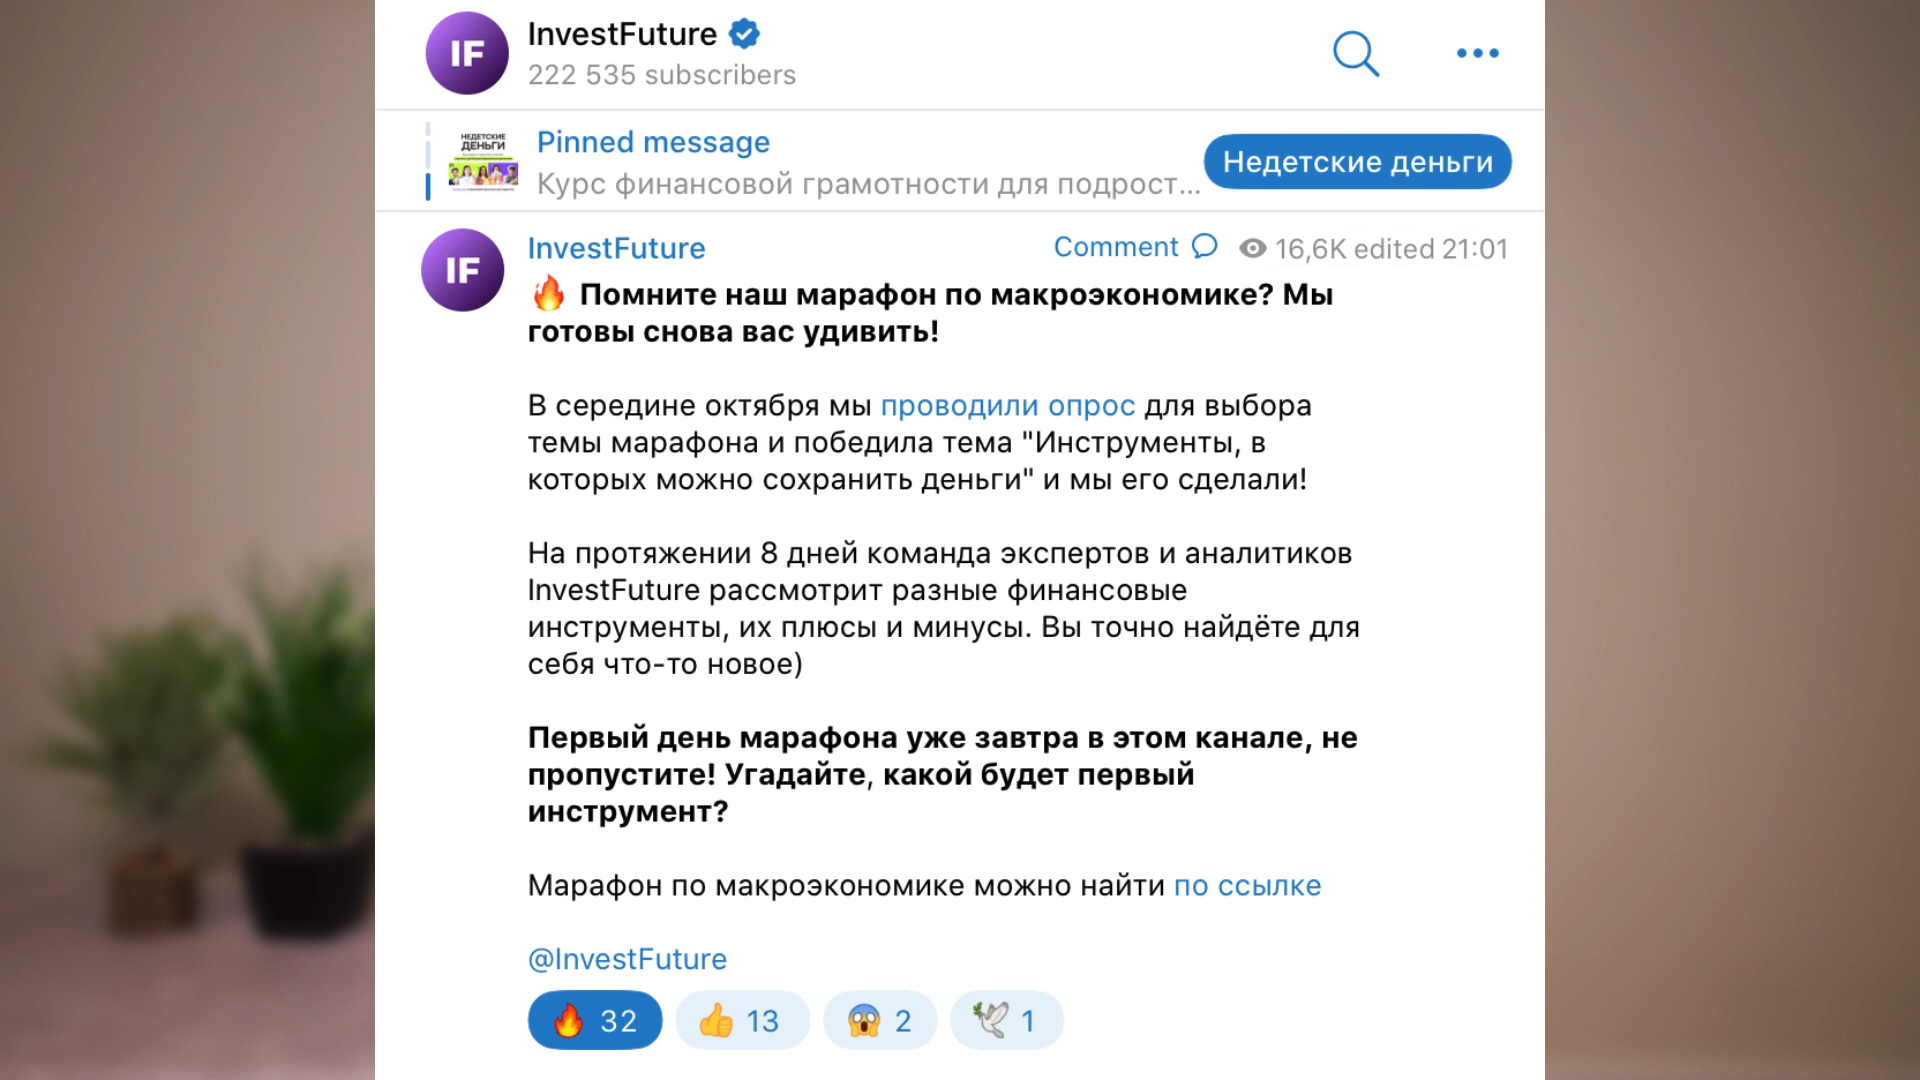 IF
InvestFuture
222 535 subscribers
НЕДЕТСКИЕ
ДЕНЬГИ
Pinned message
Курс финансовой грамотности для подрост...
Недетские деньги
IF
InvestFuture
Comment
16,6K edited 21:01
🔥 Помните наш марафон по макроэкономике? Мы
готовы снова вас удивить!
В середине октября мы проводили опрос для выбора
темы марафона и победила тема "Инструменты, в
которых можно сохранить деньги" и мы его сделали!
На протяжении 8 дней команда экспертов и аналитиков
InvestFuture рассмотрит разные финансовые
инструменты, их плюсы и минусы. Вы точно найдёте для
себя что-то новое)
Первый день марафона уже завтра в этом канале, не
пропустите! Угадайте, какой будет первый
инструмент?
Марафон по макроэкономике можно найти по ссылке
@InvestFuture
🔥 32
👍 13
😱 2
🕊 1